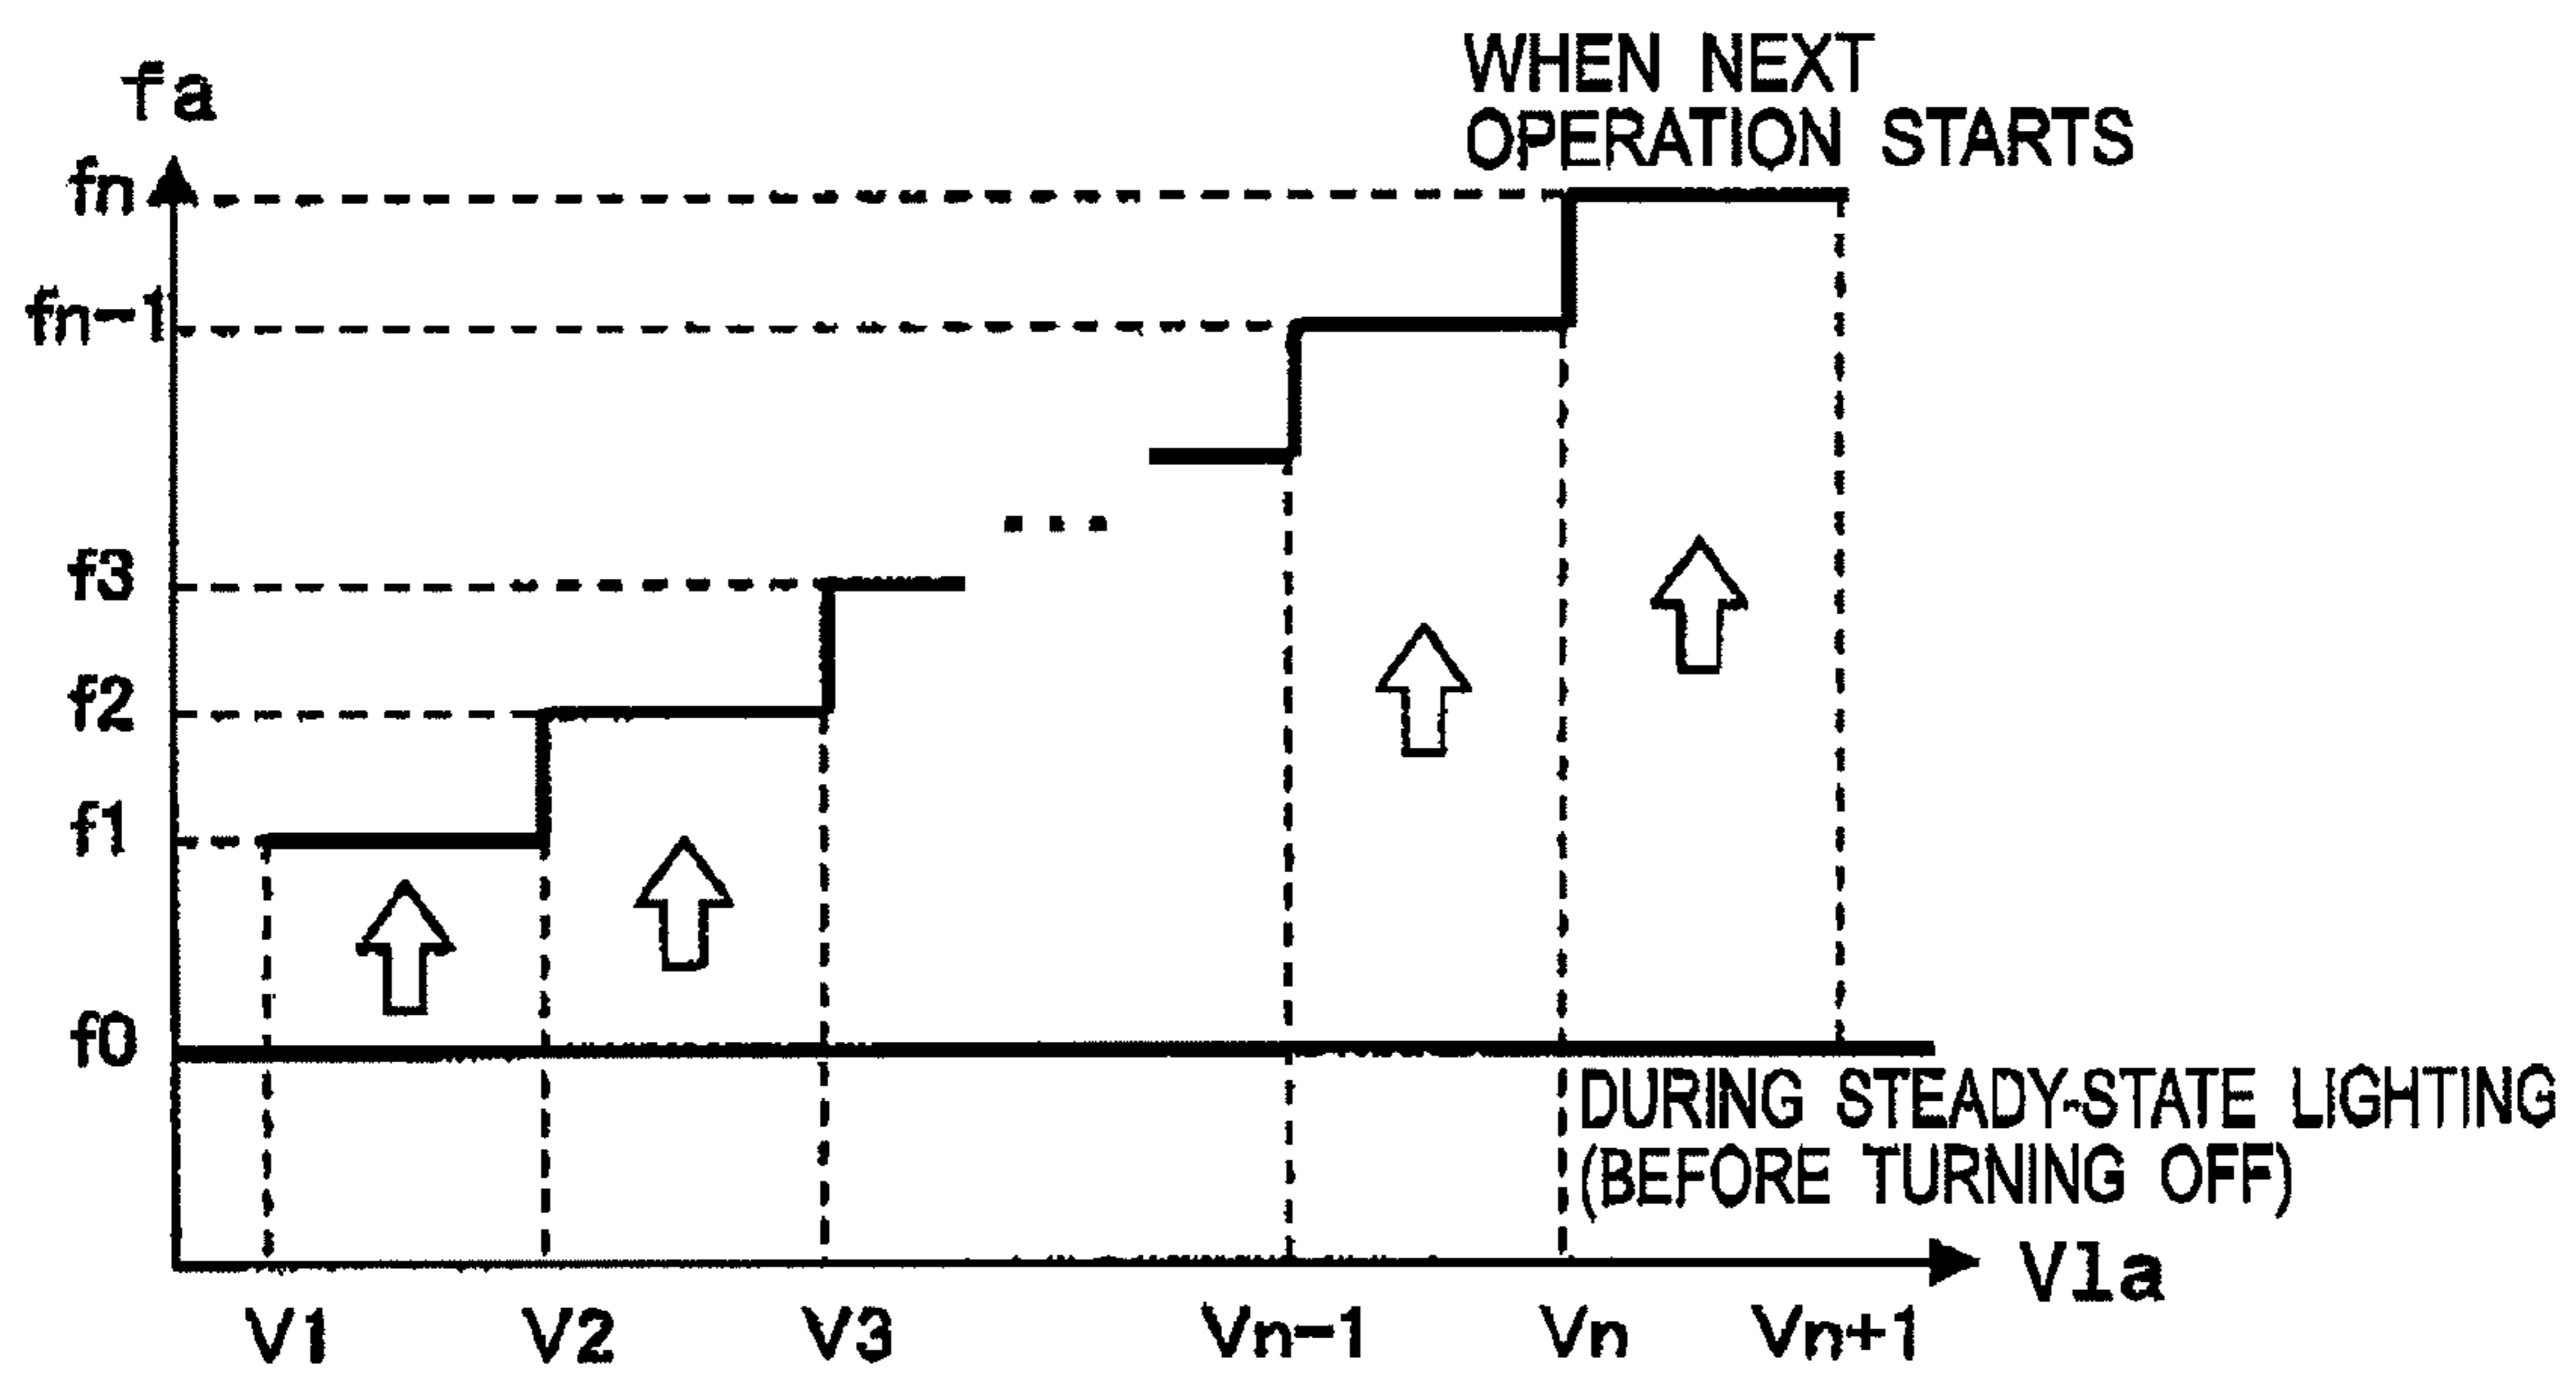 WHEN NEXT
OPERATION STARTS
fa
fn
fn-1
f3
f2
f1
f0
...
DURING STEADY-STATE LIGHTING
(BEFORE TURNING OFF)
Vla
V1 V2 V3 Vn-1 Vn Vn+1